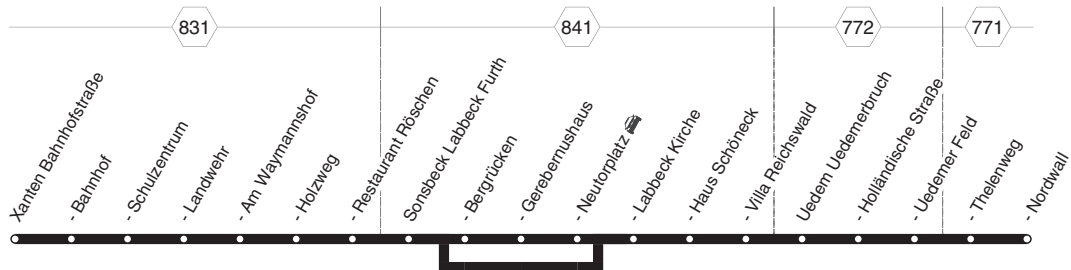 831
841
772
771
Xanten Bahnhofstraße
- Bahnhof
- Schulzentrum
- Landwehr
- Am Waymannshof
- Holzweg
- Restaurant Röschen
Sonsbeck Labbeck Furth
- Bergrücken
- Gerebernushaus
- Neutorplatz
- Labbeck Kirche
- Haus Schöneck
- Villa Reichswald
Uedem Uedemerbruch
- Holländische Straße
- Uedemer Feld
- Thelenweg
- Nordwall